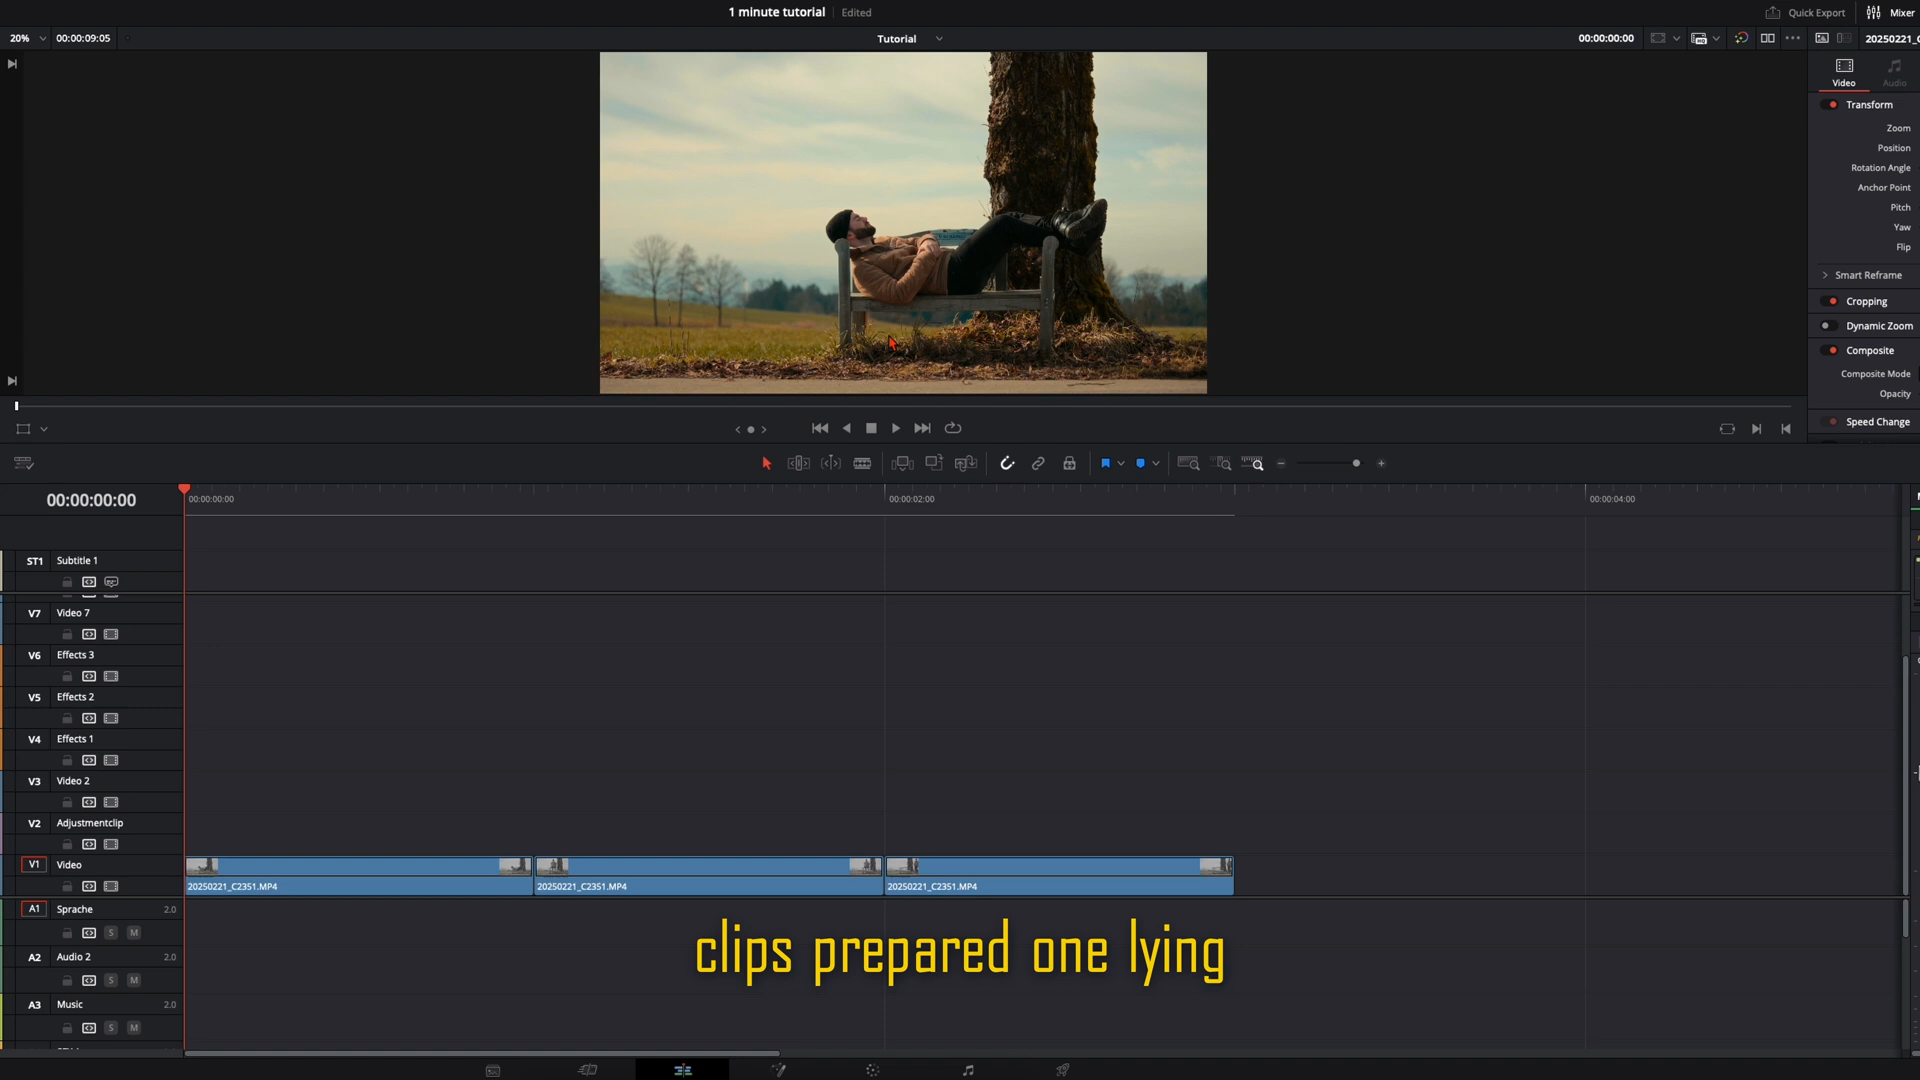 1 minute tutorial
Edited
Quick Export
Mixer
20%
00:00:09:05
Tutorial
00:00:00:00
20250221_C
Video
Audio
Transform
Zoom
Position
Rotation Angle
Anchor Point
Pitch
Yaw
Flip
Smart Reframe
Cropping
Dynamic Zoom
Composite
Composite Mode
Opacity
Speed Change
00:00:00:00
00:00:00:00
00:00:02:00
00:00:04:00
ST1 Subtitle 1
V7 Video 7
V6 Effects 3
V5 Effects 2
V4 Effects 1
V3 Video 2
V2 Adjustmentclip
V1 Video
20250221_C2351.MP4
20250221_C2351.MP4
20250221_C2351.MP4
A1 Sprache 2.0
S M
clips prepared one lying
A2 Audio 2 2.0
S M
A3 Music 2.0
S M